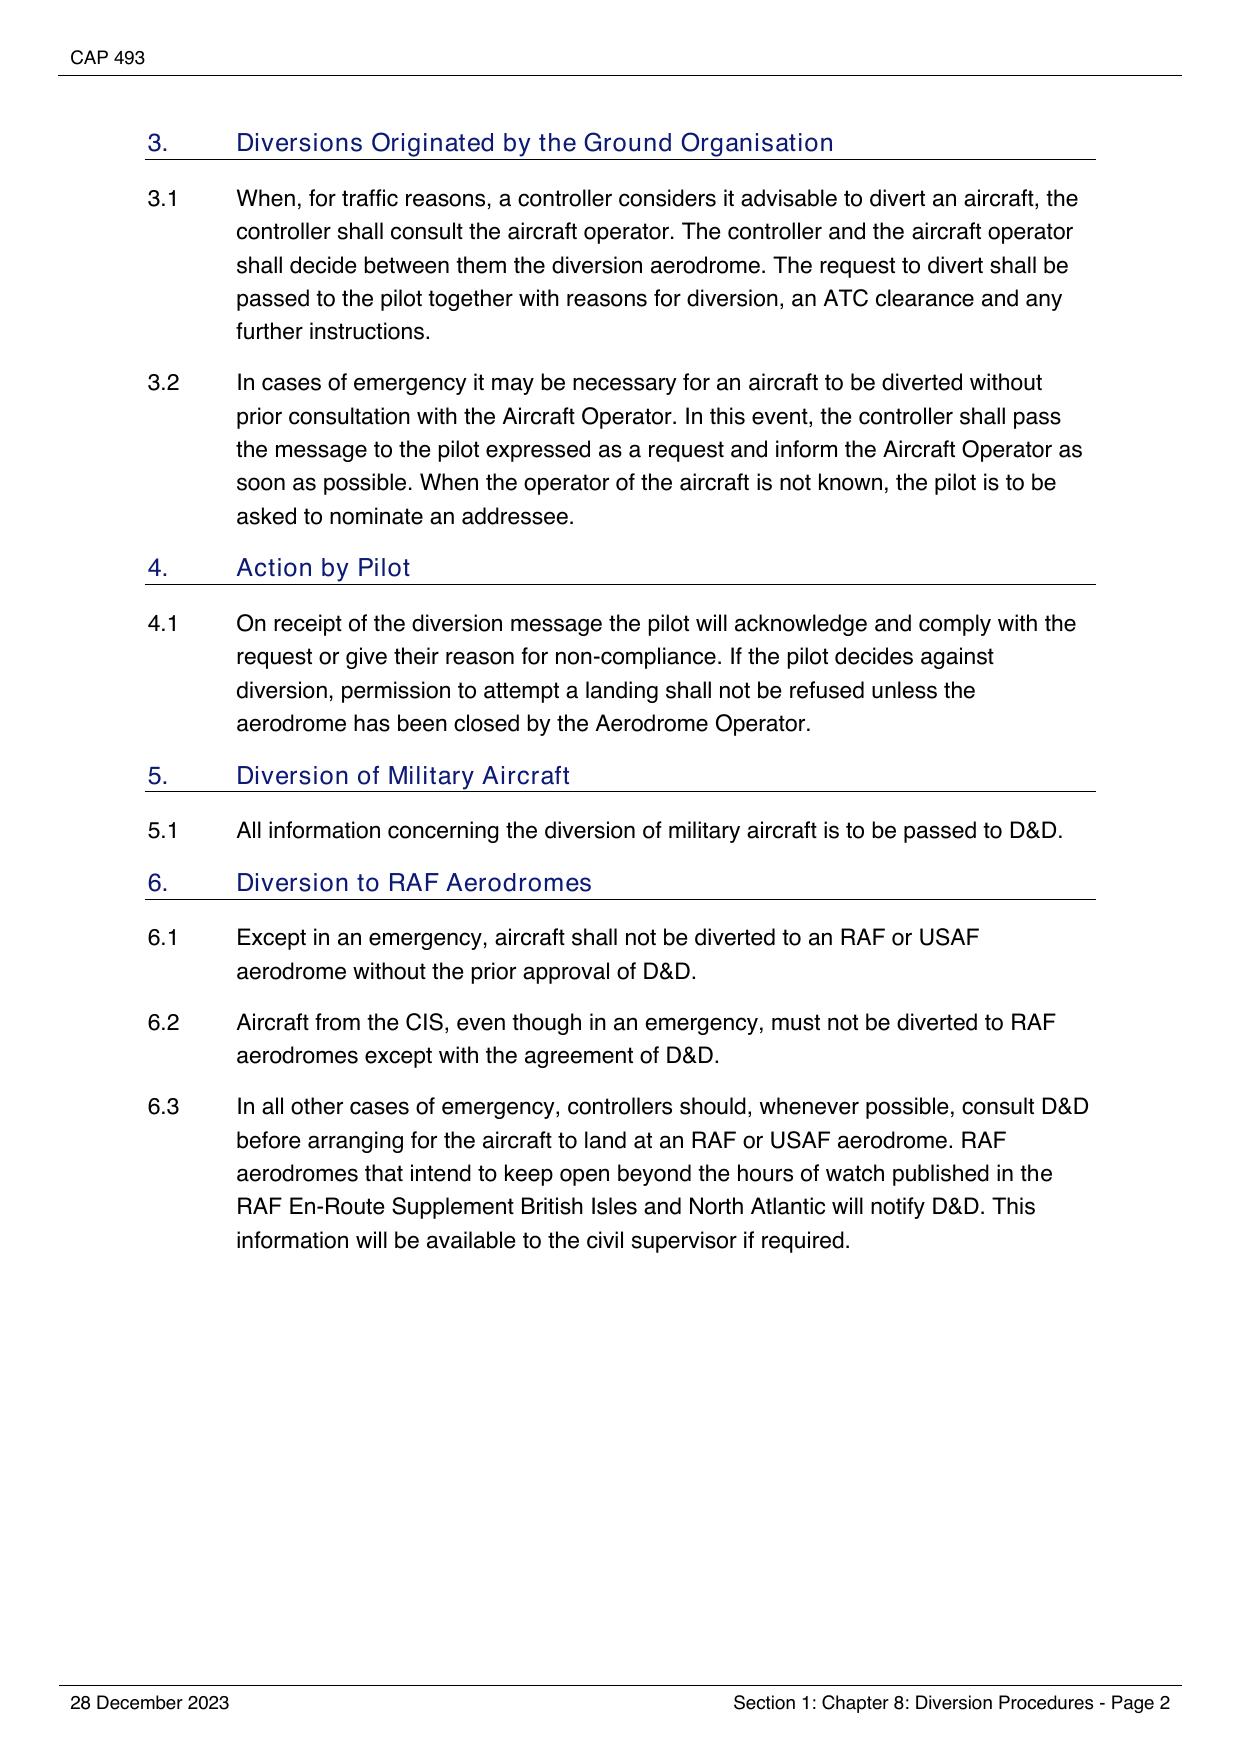 CAP 493
3. Diversions Originated by the Ground Organisation
3.1 When, for traffic reasons, a controller considers it advisable to divert an aircraft, the
controller shall consult the aircraft operator. The controller and the aircraft operator
shall decide between them the diversion aerodrome. The request to divert shall be
passed to the pilot together with reasons for diversion, an ATC clearance and any
further instructions.
3.2 In cases of emergency it may be necessary for an aircraft to be diverted without
prior consultation with the Aircraft Operator. In this event, the controller shall pass
the message to the pilot expressed as a request and inform the Aircraft Operator as
soon as possible. When the operator of the aircraft is not known, the pilot is to be
asked to nominate an addressee.
4. Action by Pilot
4.1 On receipt of the diversion message the pilot will acknowledge and comply with the
request or give their reason for non-compliance. If the pilot decides against
diversion, permission to attempt a landing shall not be refused unless the
aerodrome has been closed by the Aerodrome Operator.
5. Diversion of Military Aircraft
5.1 All information concerning the diversion of military aircraft is to be passed to D&D.
6. Diversion to RAF Aerodromes
6.1 Except in an emergency, aircraft shall not be diverted to an RAF or USAF
aerodrome without the prior approval of D&D.
6.2 Aircraft from the CIS, even though in an emergency, must not be diverted to RAF
aerodromes except with the agreement of D&D.
6.3 In all other cases of emergency, controllers should, whenever possible, consult D&D
before arranging for the aircraft to land at an RAF or USAF aerodrome. RAF
aerodromes that intend to keep open beyond the hours of watch published in the
RAF En-Route Supplement British Isles and North Atlantic will notify D&D. This
information will be available to the civil supervisor if required.
28 December 2023 Section 1: Chapter 8: Diversion Procedures - Page 2